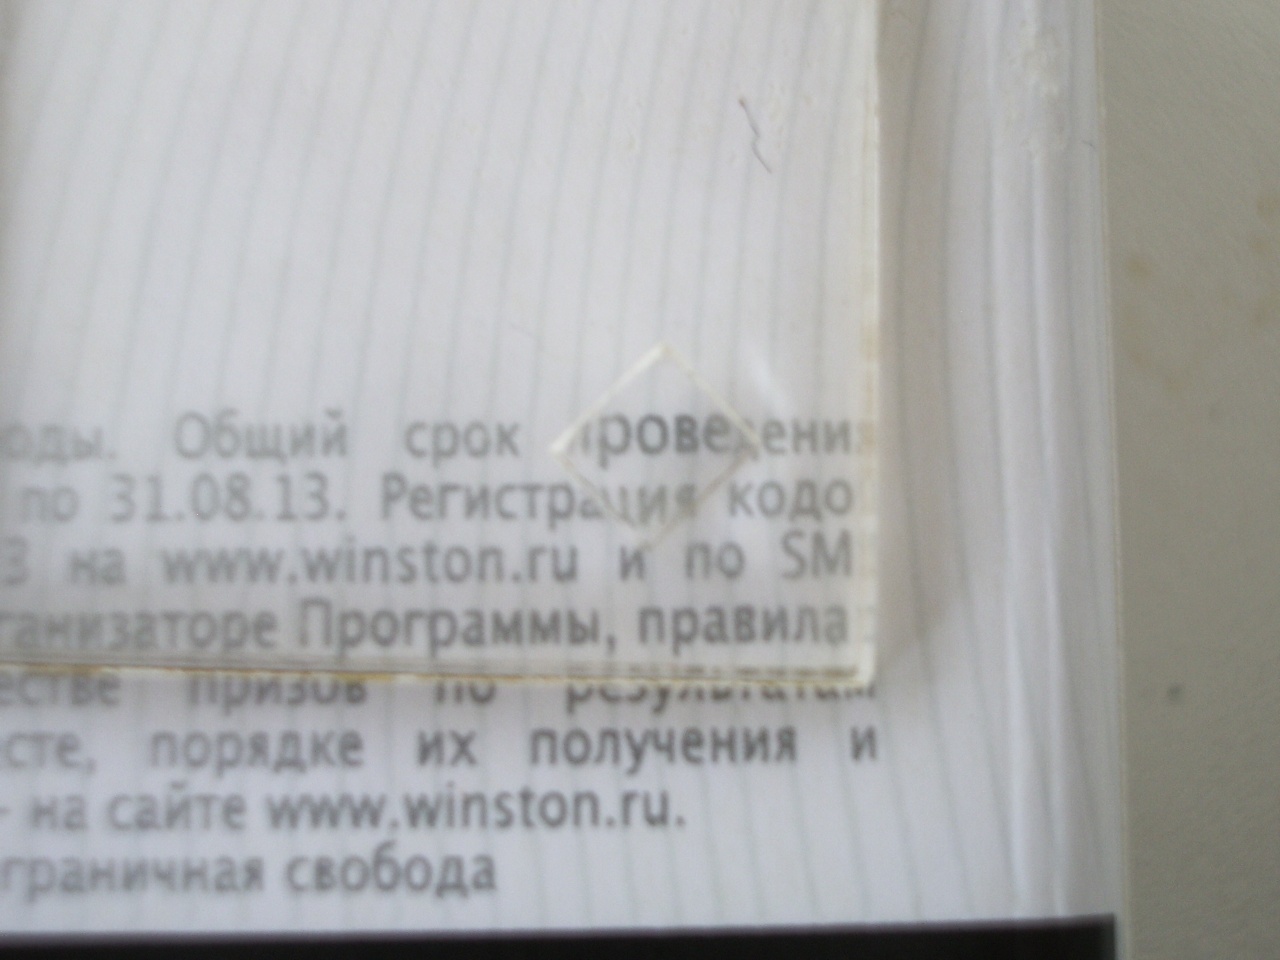 оды. Общий срок проведени
по 31.08.13. Регистрация кодо
3 на www.winston.ru и по SM
ганизаторе Программы, правила
естве призов по результатам
сте, порядке их получения и
- на сайте www.winston.ru.
граничная свобода